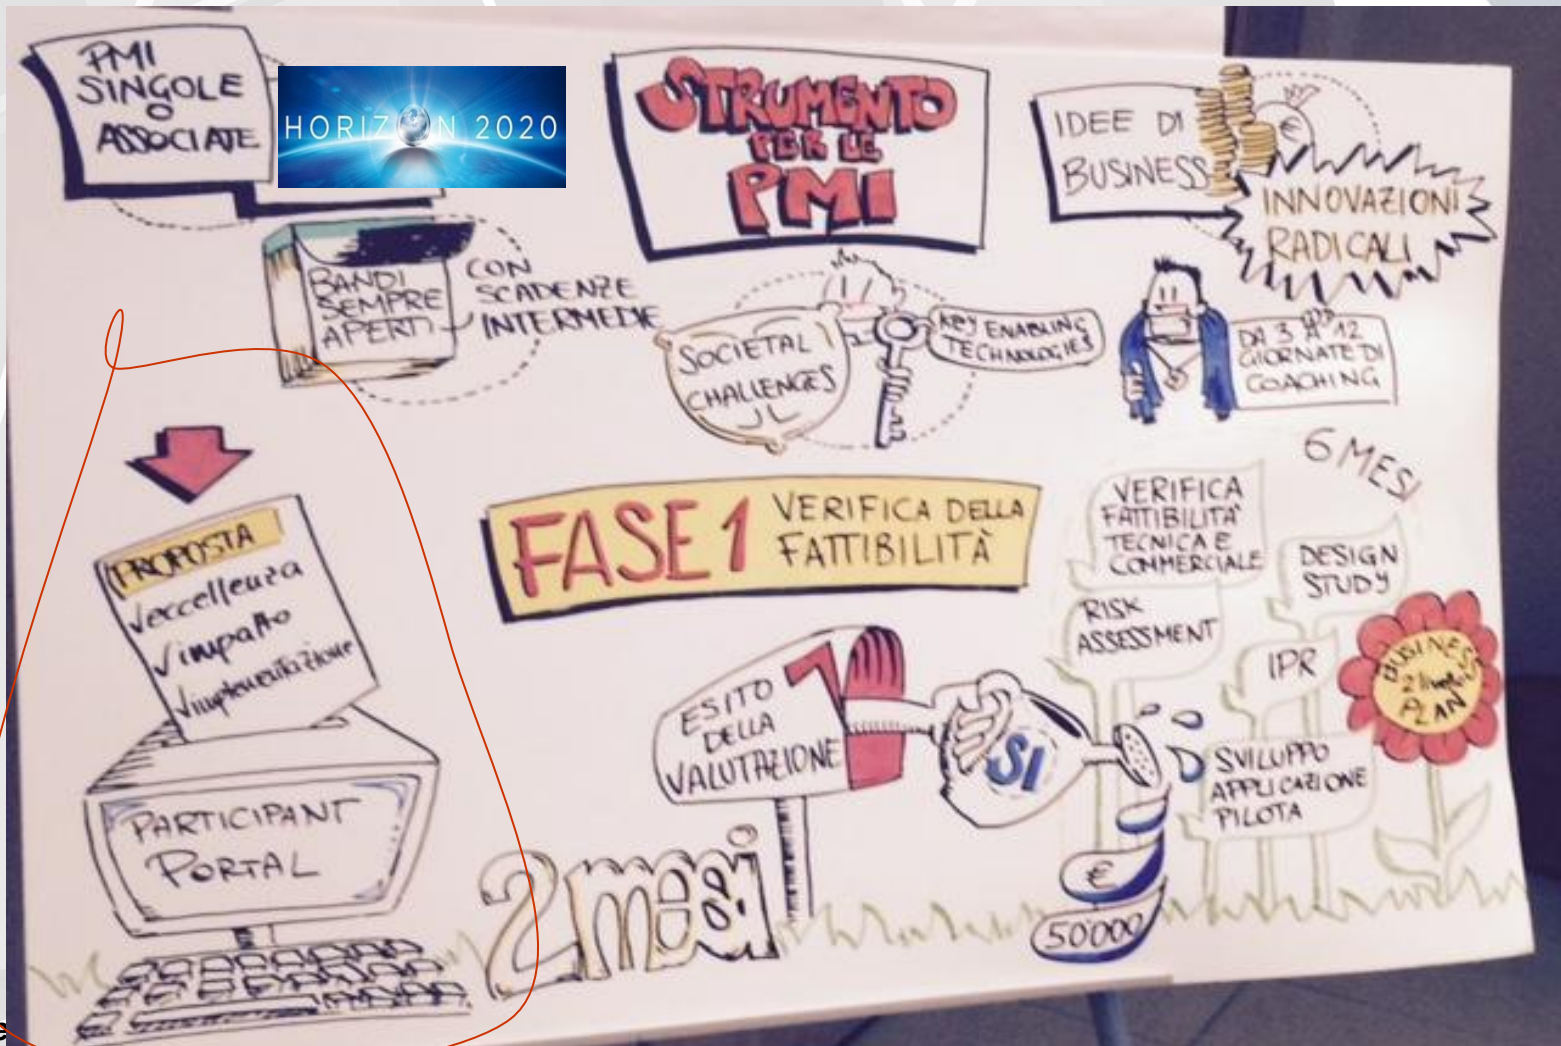 PMI
SINGOLE
O
ASSOCIATE
HORIZON 2020
STRUMENTO
PER LE
PMI
IDEE DI
BUSINESS
€
INNOVAZIONI
RADICALI
BANDI
SEMPRE
APERTI
CON
SCADENZE
INTERMEDIE
SOCIETAL
CHALLENGES
KEY ENABLING
TECHNOLOGIES
DA 3 A 12
GIORNATE DI
COACHING
PROPOSTA
√eccellenza
√impatto
√implementazione
PARTICIPANT
PORTAL
FASE 1
VERIFICA DELLA
FATTIBILITÀ
6 MESI
VERIFICA
FATTIBILITA'
TECNICA E
COMMERCIALE
DESIGN
STUDY
RISK
ASSESSMENT
IPR
BUSINESS
PLAN
ESITO
DELLA
VALUTAZIONE
SI
SVILUPPO
APPLICAZIONE
PILOTA
2 mesi
€
50000